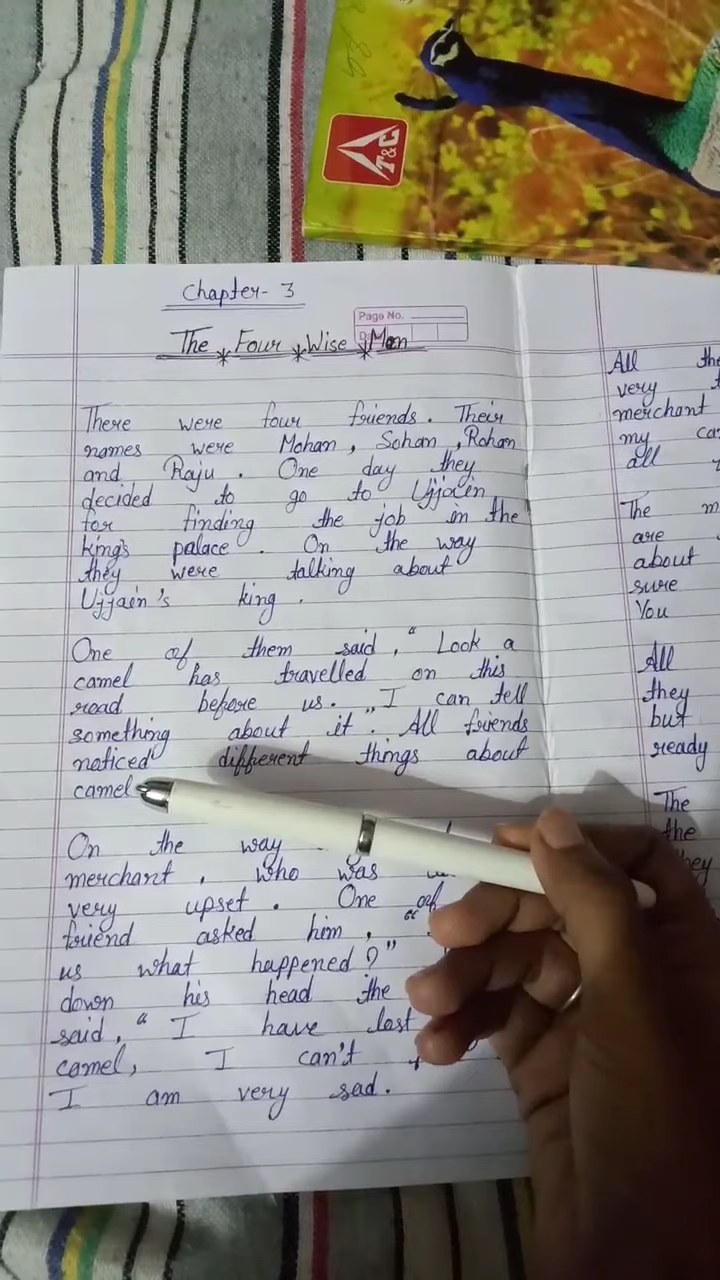 T&C
Chapter- 3
Page No.
The Four Wise Men
There were four friends. Their
names were Mohan, Sohan, Rohan
and Raju. One day they
decided to go to Ujjain
for finding the job in the
king's palace. On the way
they were talking about
Ujjain's king.
One of them said, "Look a
camel has travelled on this
road before us. "I can tell
something about it". All friends
noticed different things about
camel
On the way
merchant, who was
very upset. One of
friend asked him, "
us what happened?"
down his head the
said, "I have lost
camel, I can't
I am very sad.
All the
very
merchant
my
all
The
are
about
sure
You
All
they
but
ready
The
the